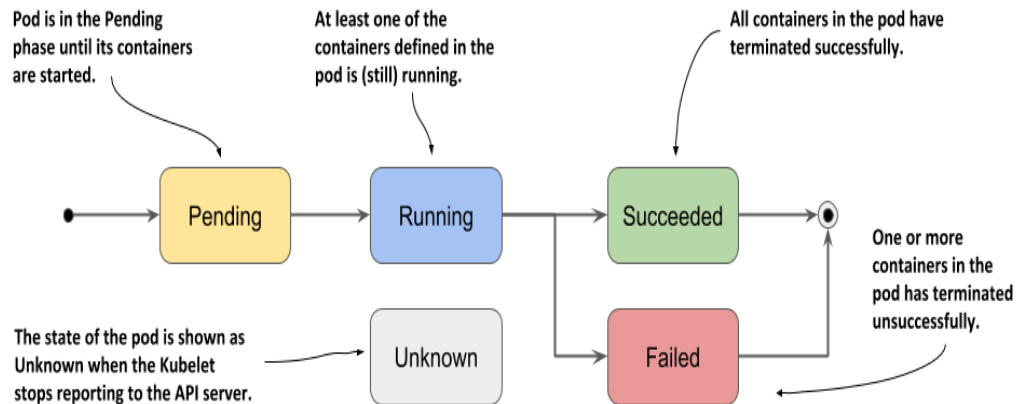 Pod is in the Pending
phase until its containers
are started.
At least one of the
containers defined in the
pod is (still) running.
All containers in the pod have
terminated successfully.
Pending
Running
Succeeded
One or more
containers in the
pod has terminated
unsuccessfully.
The state of the pod is shown as
Unknown when the Kubelet
stops reporting to the API server.
Unknown
Failed